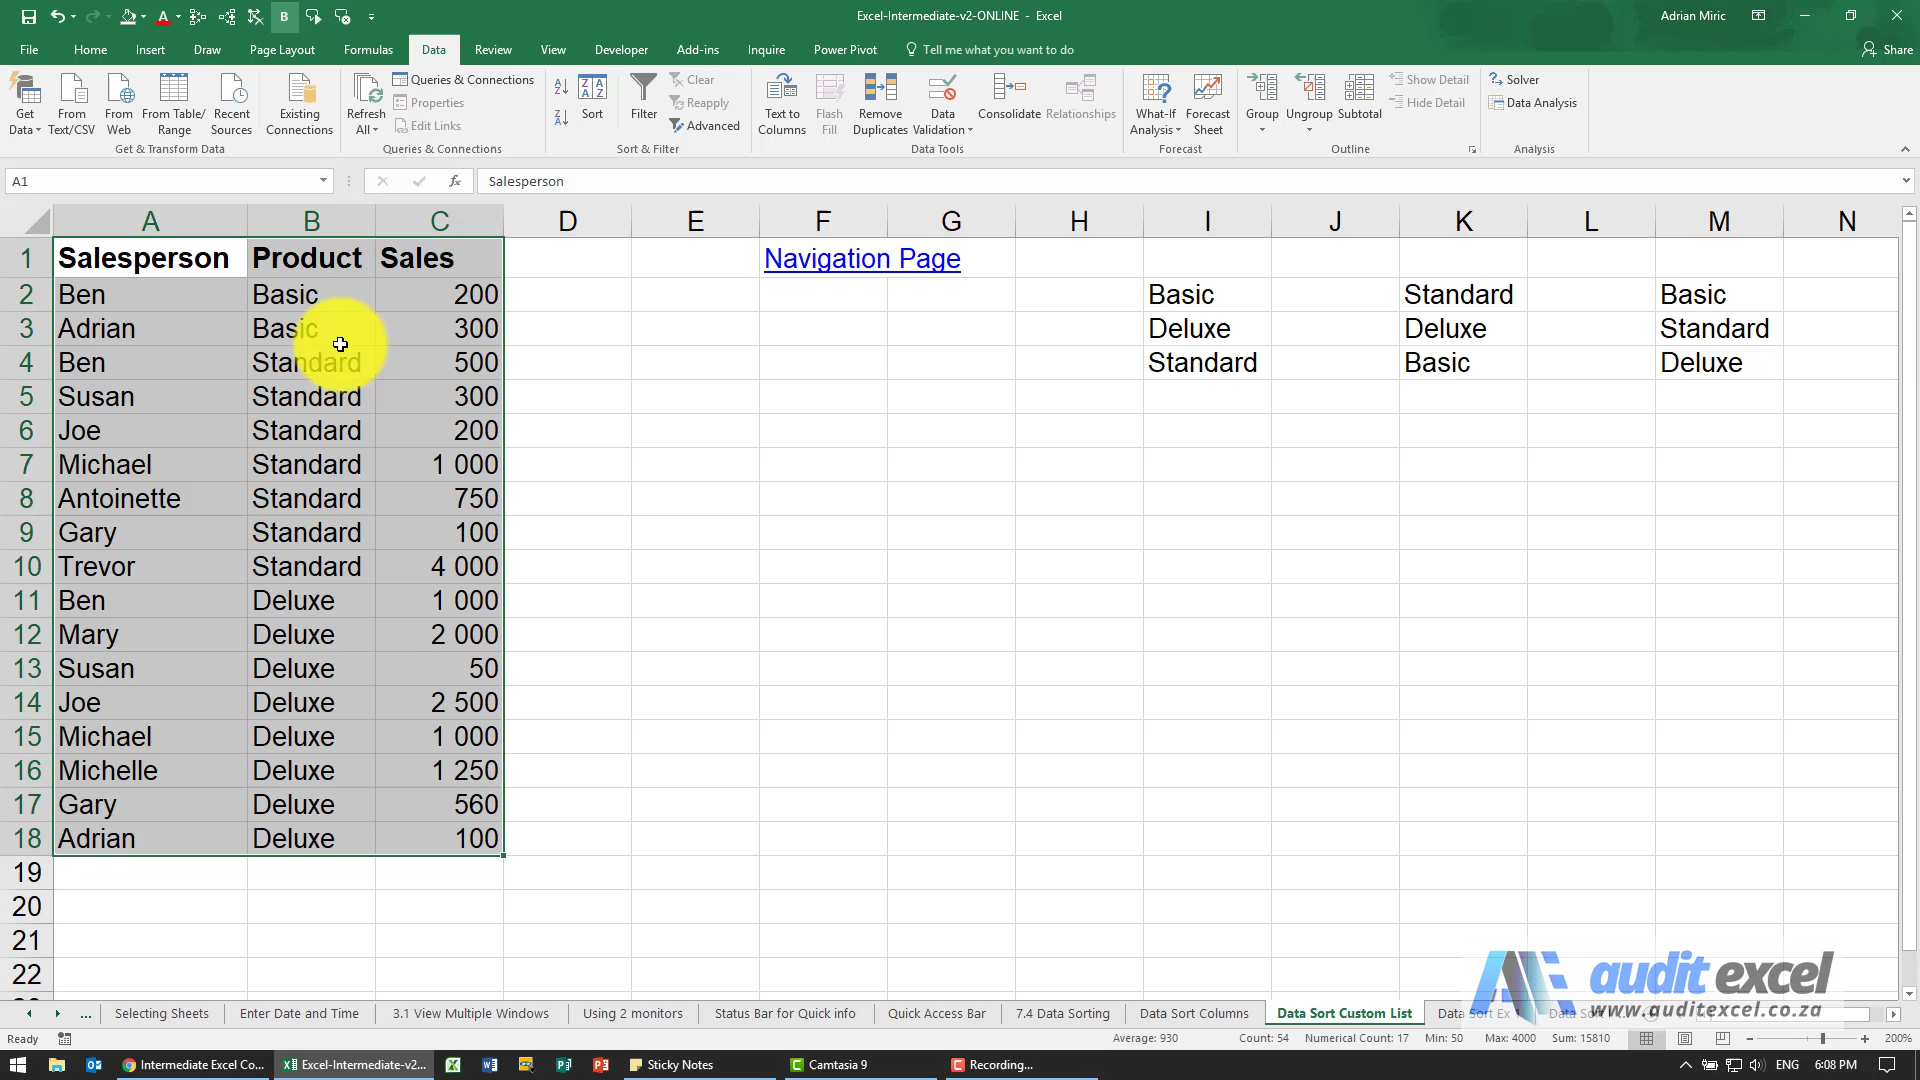 Excel-Intermediate-v2-ONLINE - Excel
Adrian Miric
File Home Insert Draw Page Layout Formulas Data Review View Developer Add-ins Inquire Power Pivot Tell me what you want to do Share
Get Data
From Text/CSV
From Web
From Table/ Range
Recent Sources
Existing Connections
Get & Transform Data
Refresh All
Queries & Connections
Properties
Edit Links
Queries & Connections
Sort
Filter
Clear
Reapply
Advanced
Sort & Filter
Text to Columns
Flash Fill
Remove Duplicates
Data Validation
Consolidate
Relationships
Data Tools
What-If Analysis
Forecast Sheet
Forecast
Group
Ungroup
Subtotal
Show Detail
Hide Detail
Outline
Solver
Data Analysis
Analysis
A1 fx Salesperson
A B C D E F G H I J K L M N
1 Salesperson Product Sales Navigation Page
2 Ben Basic 200 Basic Standard Basic
3 Adrian Basic 300 Deluxe Deluxe Standard
4 Ben Standard 500 Standard Basic Deluxe
5 Susan Standard 300
6 Joe Standard 200
7 Michael Standard 1 000
8 Antoinette Standard 750
9 Gary Standard 100
10 Trevor Standard 4 000
11 Ben Deluxe 1 000
12 Mary Deluxe 2 000
13 Susan Deluxe 50
14 Joe Deluxe 2 500
15 Michael Deluxe 1 000
16 Michelle Deluxe 1 250
17 Gary Deluxe 560
18 Adrian Deluxe 100
19
20
21
22
audit excel
www.auditexcel.co.za
... Selecting Sheets Enter Date and Time 3.1 View Multiple Windows Using 2 monitors Status Bar for Quick info Quick Access Bar 7.4 Data Sorting Data Sort Columns Data Sort Custom List Data Sort Ex 1
Ready Average: 930 Count: 54 Numerical Count: 17 Min: 50 Max: 4000 Sum: 15810 200%
Intermediate Excel Co... Excel-Intermediate-v2... Sticky Notes Camtasia 9 Recording... ENG 6:08 PM